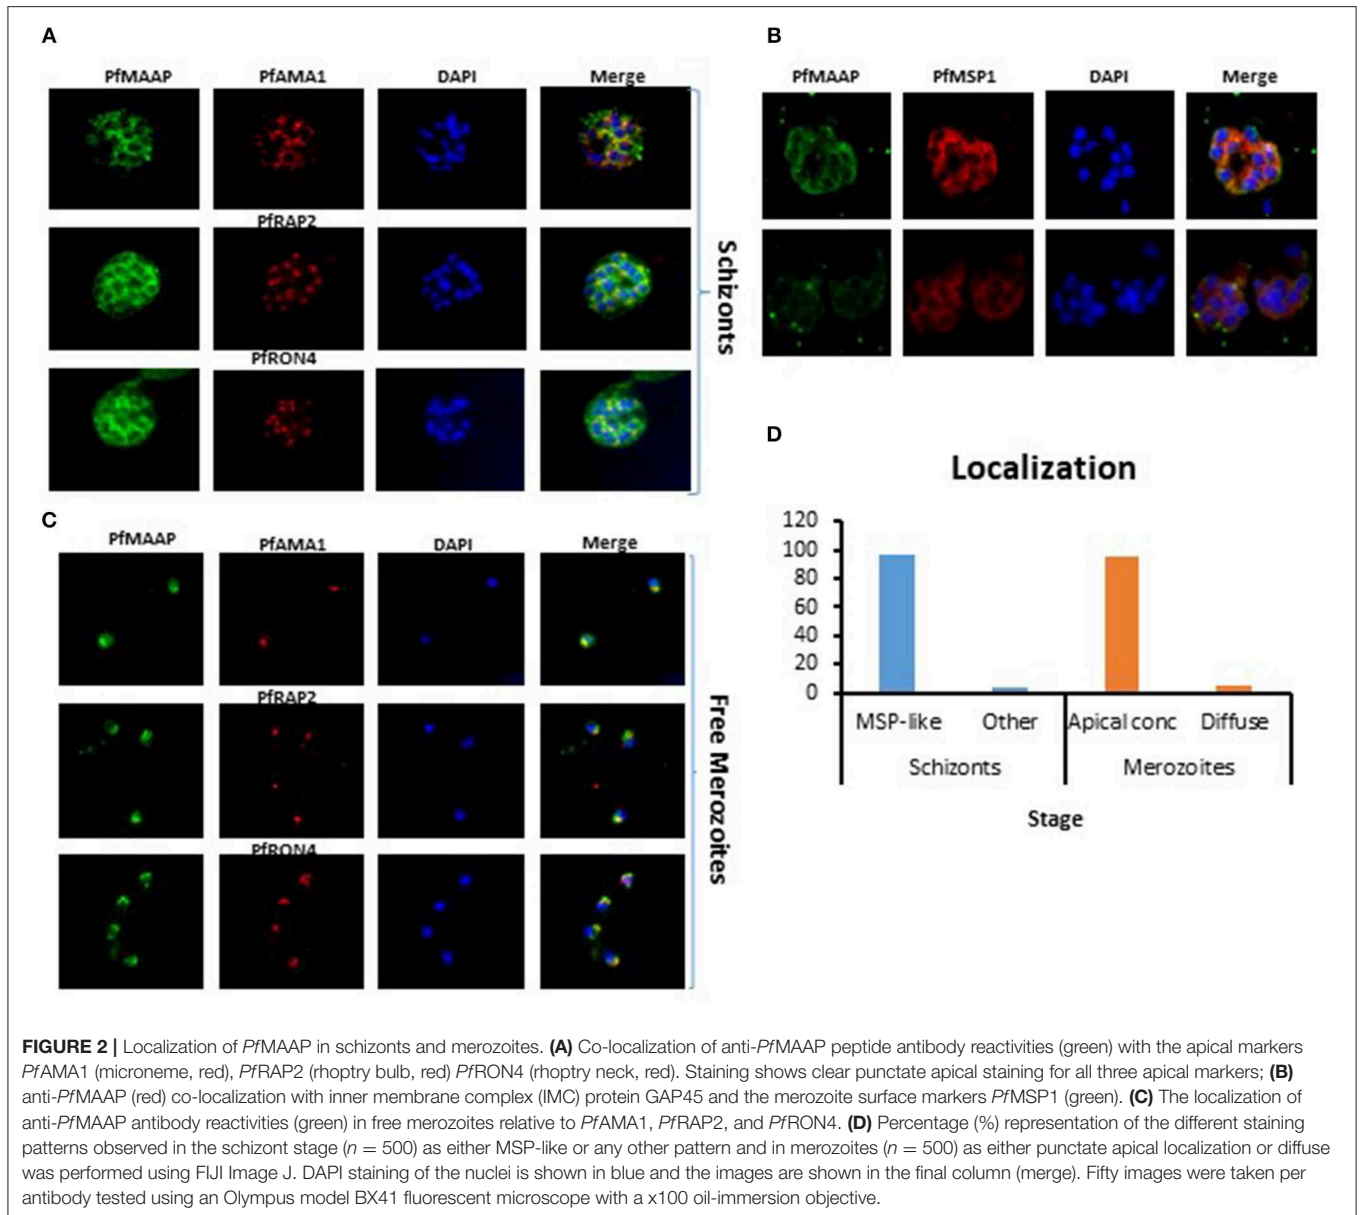 A
PfMAAP PfAMA1 DAPI Merge
PfRAP2
PfRON4
Schizonts
B
PfMAAP PfMSP1 DAPI Merge
C
PfMAAP PfAMA1 DAPI Merge
PfRAP2
PfRON4
Free Merozoites
D
Localization
120
100
80
60
40
20
0
MSP-like Other Apical conc Diffuse
Schizonts Merozoites
Stage
FIGURE 2 | Localization of PfMAAP in schizonts and merozoites. (A) Co-localization of anti-PfMAAP peptide antibody reactivities (green) with the apical markers
PfAMA1 (microneme, red), PfRAP2 (rhoptry bulb, red) PfRON4 (rhoptry neck, red). Staining shows clear punctate apical staining for all three apical markers; (B)
anti-PfMAAP (red) co-localization with inner membrane complex (IMC) protein GAP45 and the merozoite surface markers PfMSP1 (green). (C) The localization of
anti-PfMAAP antibody reactivities (green) in free merozoites relative to PfAMA1, PfRAP2, and PfRON4. (D) Percentage (%) representation of the different staining
patterns observed in the schizont stage (n = 500) as either MSP-like or any other pattern and in merozoites (n = 500) as either punctate apical localization or diffuse
was performed using FIJI Image J. DAPI staining of the nuclei is shown in blue and the images are shown in the final column (merge). Fifty images were taken per
antibody tested using an Olympus model BX41 fluorescent microscope with a x100 oil-immersion objective.